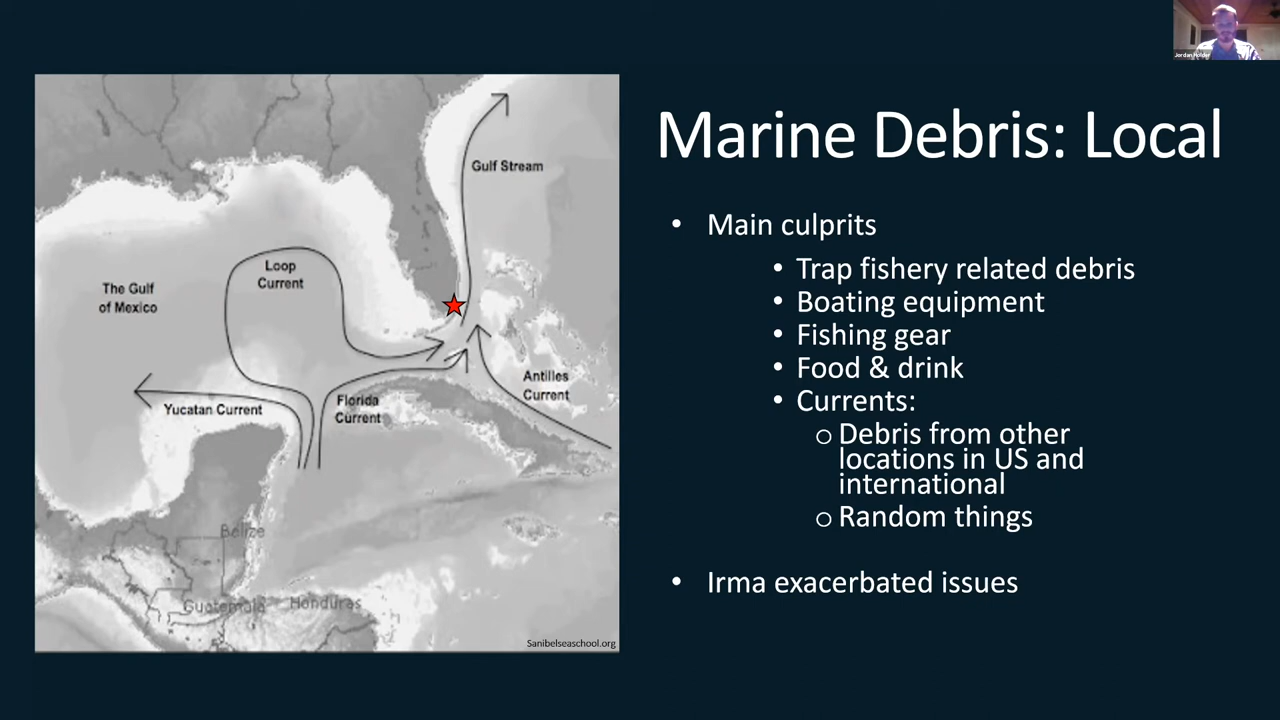 Jordan Holder
Marine Debris: Local
Gulf Stream
Loop
Current
The Gulf
of Mexico
Antilles
Current
Yucatan Current
Florida
Current
Belize
Guatemala
Honduras
Sanibelseaschool.org
• Main culprits
• Trap fishery related debris
• Boating equipment
• Fishing gear
• Food & drink
• Currents:
o Debris from other
locations in US and
international
o Random things
• Irma exacerbated issues